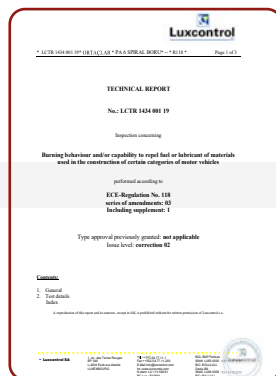 Luxcontrol
* LCTR 1434 001 19* ORTAÇLAB * PA 6 SPIRAL BORU* -- * R118 * Page 1 of 3
TECHNICAL REPORT
No.: LCTR 1434 001 19
Inspection concerning
Burning behaviour and/or capability to repel fuel or lubricant of materials
used in the construction of certain categories of motor vehicles
performed according to
ECE-Regulation No. 118
series of amendments: 03
Including supplement: 1
Type approval previously granted: not applicable
Issue level: correction 02
Contents:
1. General
2. Test details
Index
Luxcontrol SA